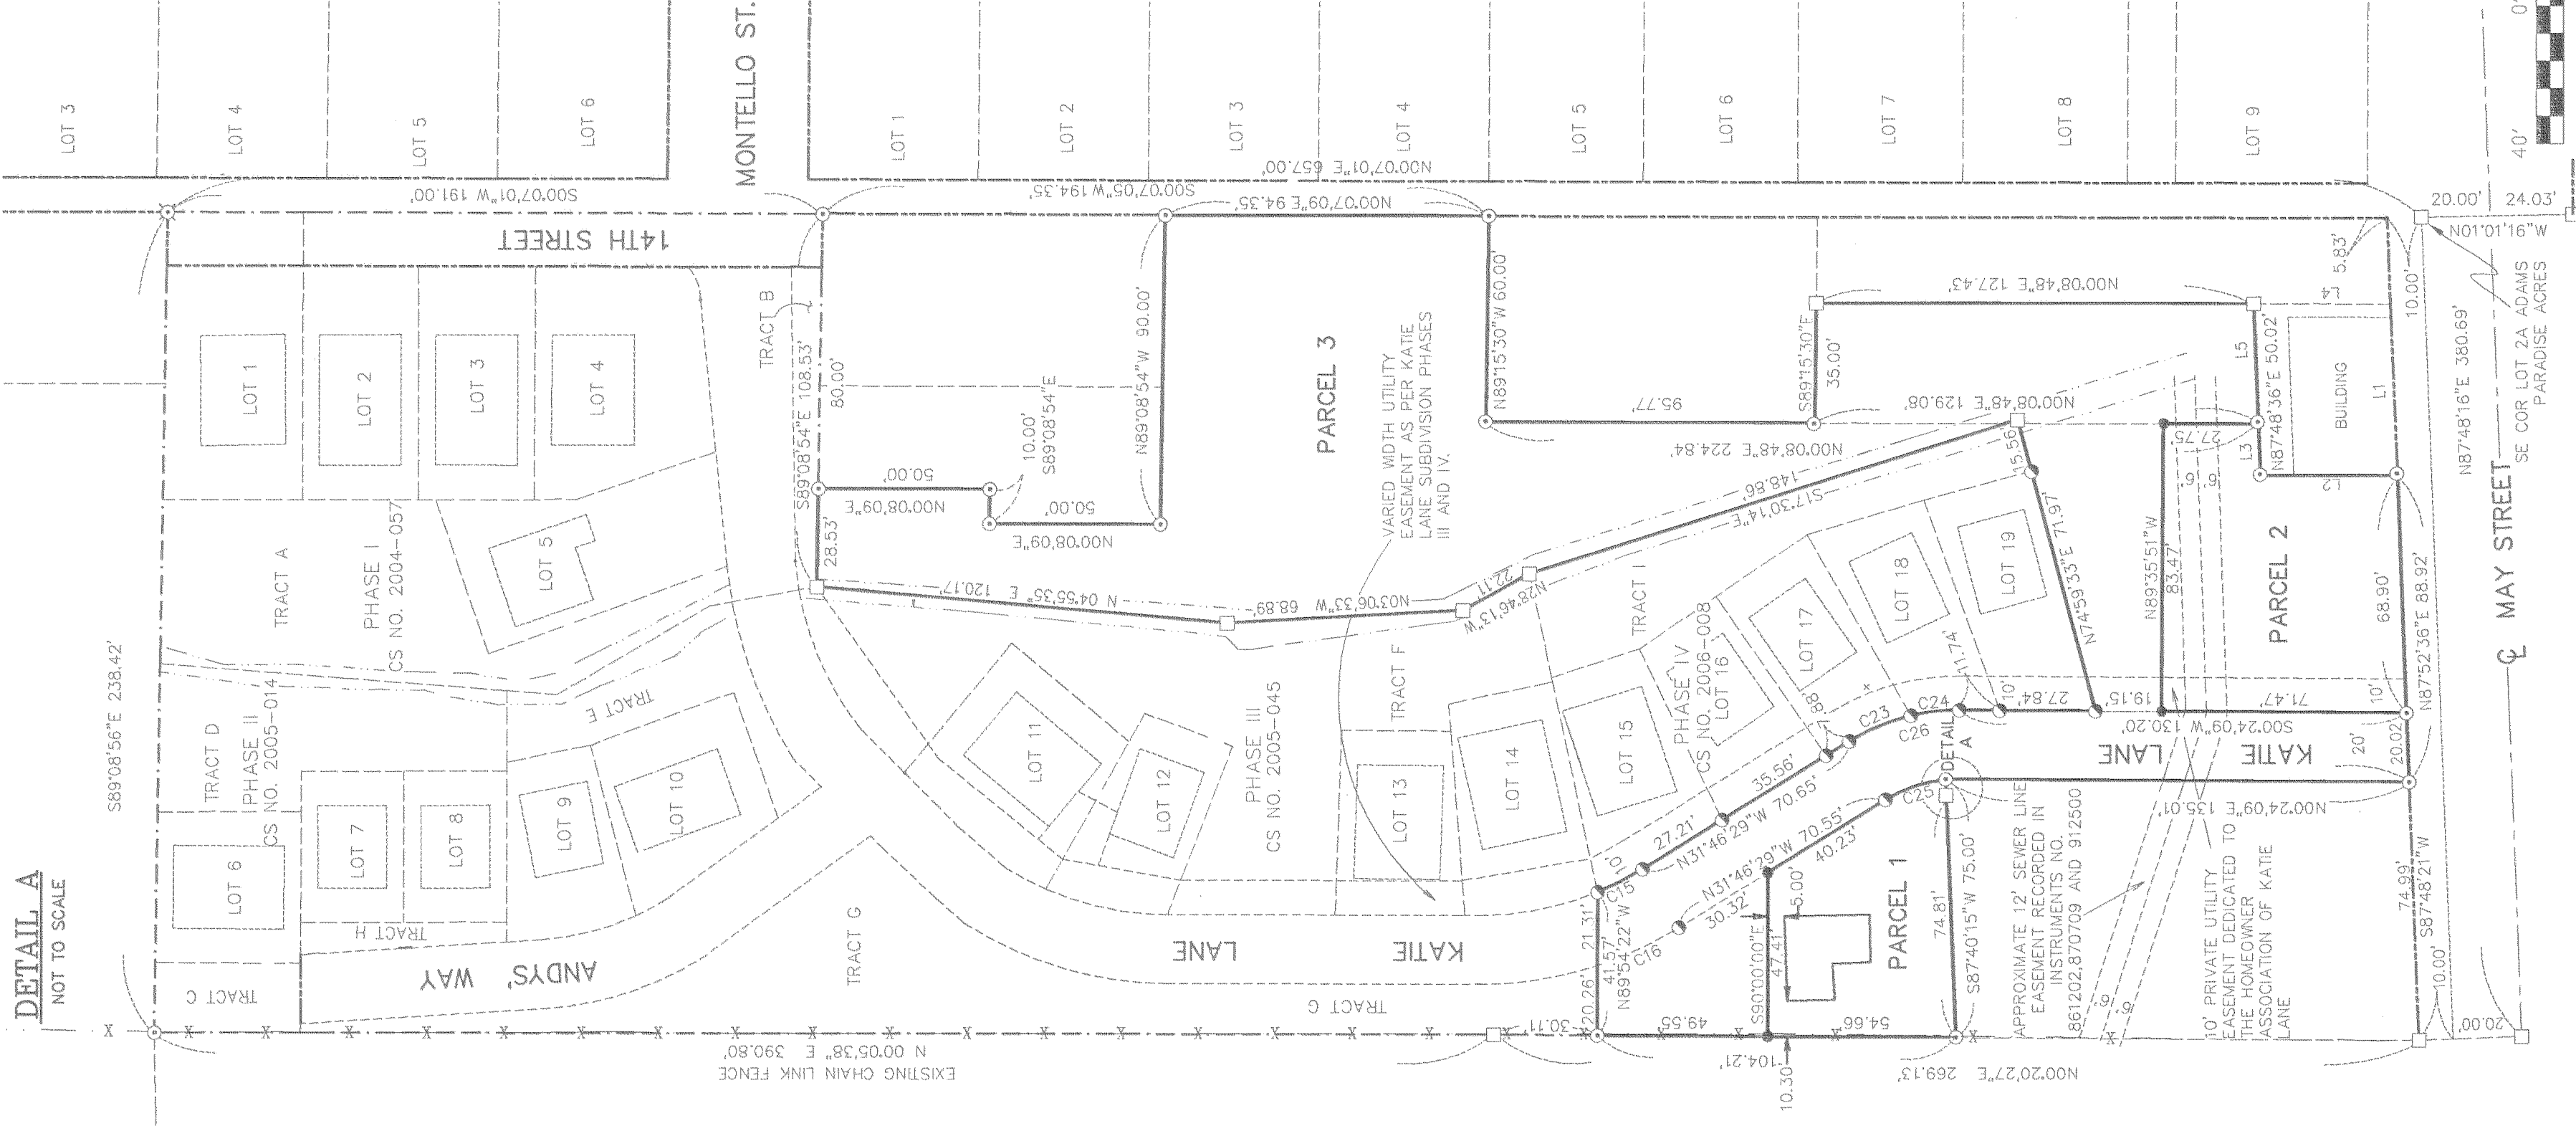 DETAIL A
NOT TO SCALE
LOT 3
LOT 4
LOT 5
LOT 6
MONTELLO ST.
LOT 1
LOT 2
LOT 3
LOT 4
LOT 5
LOT 6
LOT 7
LOT 8
LOT 9
40'
0'
S00°07'01"W 191.00'
S00°07'05"W 194.35'
N00°07'01"E 657.00'
N00°07'09"E 94.35'
14TH STREET
20.00'
24.03'
N01°01'16"W
5.83'
10.00'
SE COR LOT 2A ADAMS
PARADISE ACRES
N87°48'16"E 380.69'
℄ MAY STREET
LOT 1
LOT 2
LOT 3
LOT 4
LOT 5
TRACT A
PHASE I
CS NO. 2004-057
TRACT B
S89°08'54"E 108.53'
80.00'
28.53'
50.00'
N00°08'09"E
10.00'
S89°08'54"E
50.00'
N00°08'09"E
N89°08'54"W 90.00'
PARCEL 3
VARIED WIDTH UTILITY
EASEMENT AS PER KATIE
LANE SUBDIVISION PHASES
III AND IV.
N89°15'30"W 60.00'
95.77'
N00°08'48"E 224.84'
S89°15'30"E
35.00'
N00°08'48"E 127.43'
N00°08'48"E 129.08'
L4
L5
N87°48'36"E 50.02'
BUILDING
L1
L2
L3
27.75'
6'
6'
15.56'
148.86'
S17°30'14"E
22.11'
N28°46'13"W
N03°06'33"W 68.89'
N 04°55'35" E 120.17'
N74°59'33"E 71.97'
N89°35'51"W
83.47'
PARCEL 2
68.90'
N87°52'36"E 88.92'
10'
71.47'
19.15'
S00°24'09"W
130.20'
20'
20.02'
KATIE LANE
N00°24'09"E 135.01'
S89°08'56"E 238.42'
TRACT D
PHASE II
CS NO. 2005-014
LOT 6
LOT 7
LOT 8
LOT 9
LOT 10
TRACT E
TRACT H
TRACT C
ANDYS' WAY
TRACT G
LOT 11
LOT 12
PHASE III
CS NO. 2005-045
LOT 13
TRACT F
LOT 14
LOT 15
TRACT I
PHASE IV
CS NO. 2006-008
LOT 16
LOT 17
LOT 18
LOT 19
KATIE LANE
TRACT G
10'
C15
27.21'
N31°46'29"W 70.65'
35.56'
7.88'
C23
C26
C24
11.74'
10'
27.84'
DETAIL
A
C25
N31°46'29"W 70.55'
40.23'
30.32'
C16
20.26'
21.31'
41.57'
N89°54'22"W
S90°00'00"E
47.41'
5.00'
PARCEL 1
74.81'
S87°40'15"W 75.00'
30.11'
49.55'
54.66'
104.21'
10.30'
N00°20'27"E 269.13'
N 00°05'38" E 390.80'
EXISTING CHAIN LINK FENCE
APPROXIMATE 12' SEWER LINE
EASEMENT RECORDED IN
INSTRUMENTS NO.
861202,870709 AND 912500
10' PRIVATE UTILITY
EASEMENT DEDICATED TO
THE HOMEOWNER
ASSOCIATION OF KATIE
LANE
6'
6'
74.99'
S87°48'21"W
10.00'
20.00'